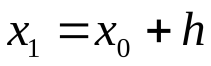 x₁ = x₀ + h